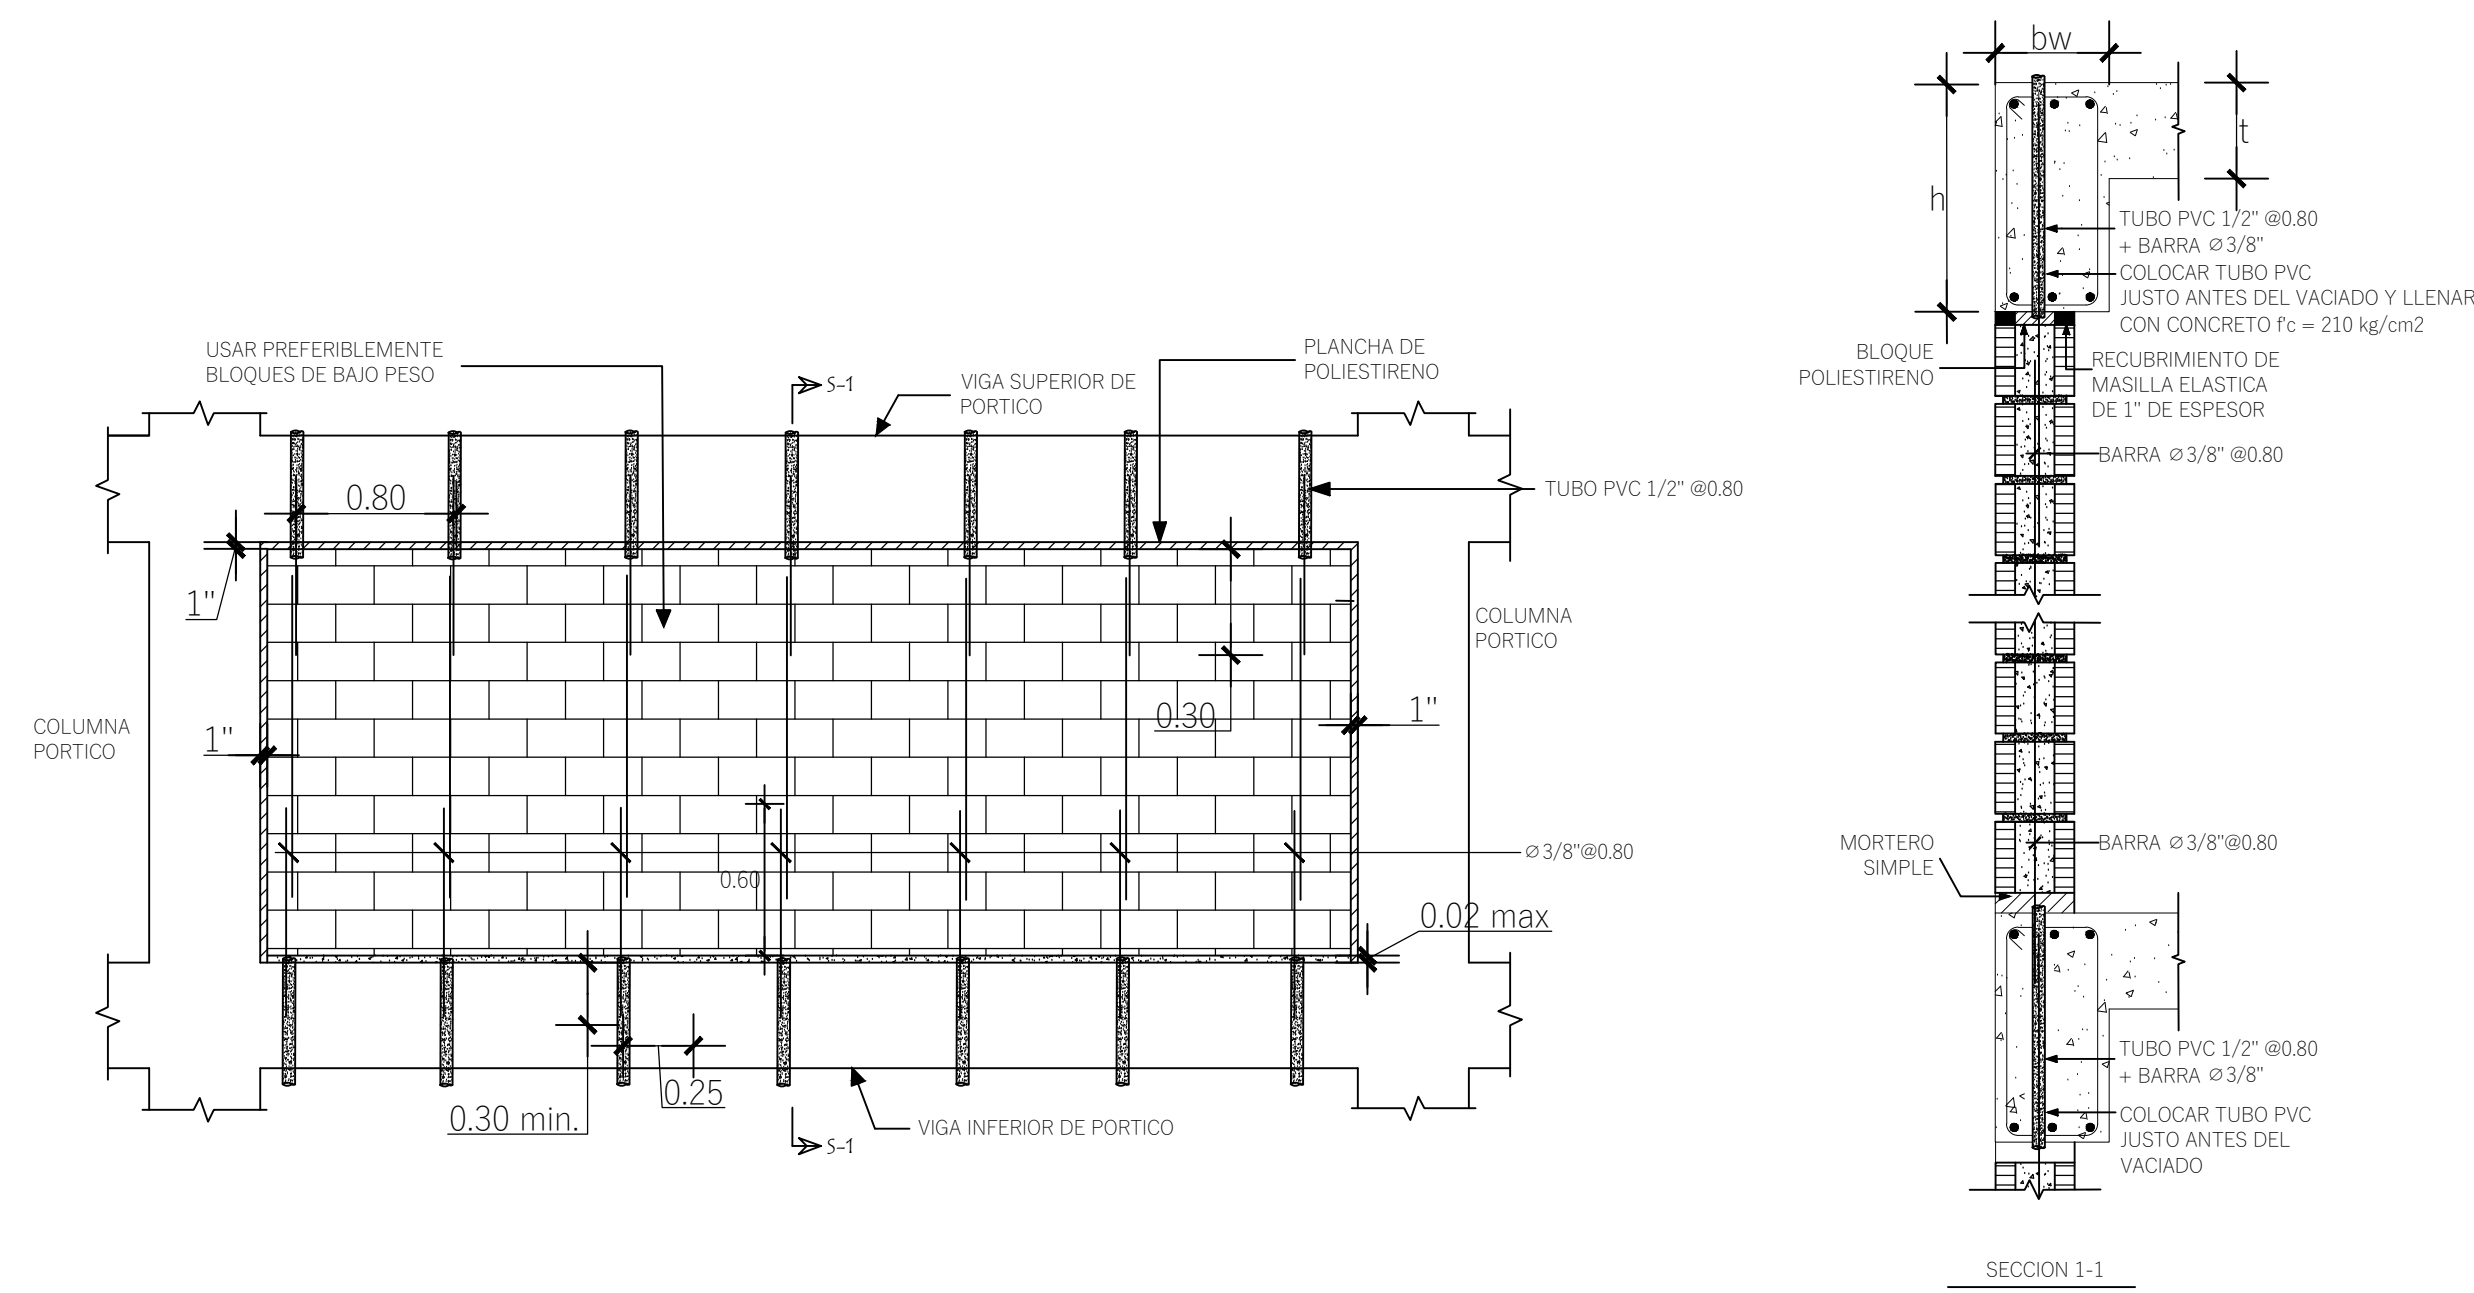 USAR PREFERIBLEMENTE
BLOQUES DE BAJO PESO
S-1
VIGA SUPERIOR DE
PORTICO
PLANCHA DE
POLIESTIRENO
0.80
TUBO PVC 1/2" @0.80
1"
COLUMNA
PORTICO
COLUMNA
PORTICO
1"
0.30
1"
0.60
∅3/8"@0.80
0.02 max
0.30 min.
0.25
S-1
VIGA INFERIOR DE PORTICO
bw
h
t
TUBO PVC 1/2" @0.80
+ BARRA ∅3/8"
COLOCAR TUBO PVC
JUSTO ANTES DEL VACIADO Y LLENAR
CON CONCRETO f'c = 210 kg/cm2
BLOQUE
POLIESTIRENO
RECUBRIMIENTO DE
MASILLA ELASTICA
DE 1" DE ESPESOR
BARRA ∅3/8" @0.80
MORTERO
SIMPLE
BARRA ∅3/8"@0.80
TUBO PVC 1/2" @0.80
+ BARRA ∅3/8"
COLOCAR TUBO PVC
JUSTO ANTES DEL
VACIADO
SECCION 1-1